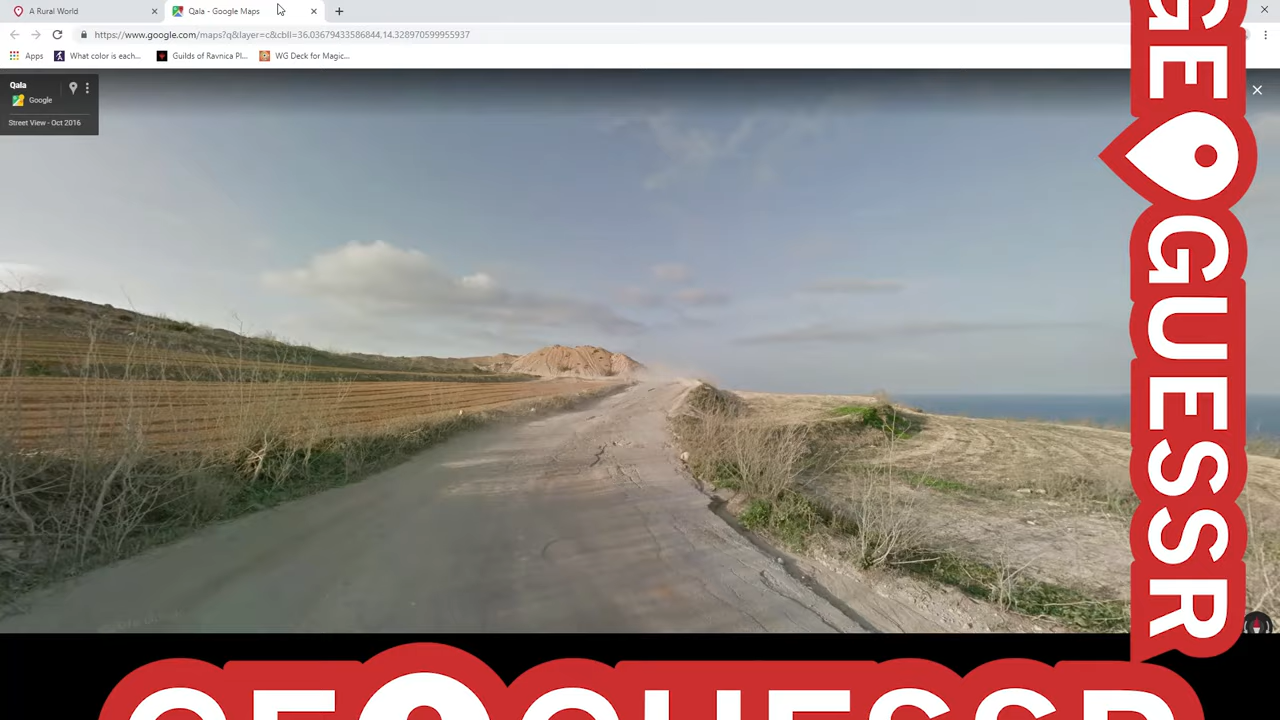 A Rural World
Qala - Google Maps
https://www.google.com/maps?q&layer=c&cbll=36.03679433586844,14.328970599955937
Apps
What color is each...
Guilds of Ravnica Pl...
WG Deck for Magic...
Qala
Google
Street View - Oct 2016
GEOGUESSR
GEOGUESSR